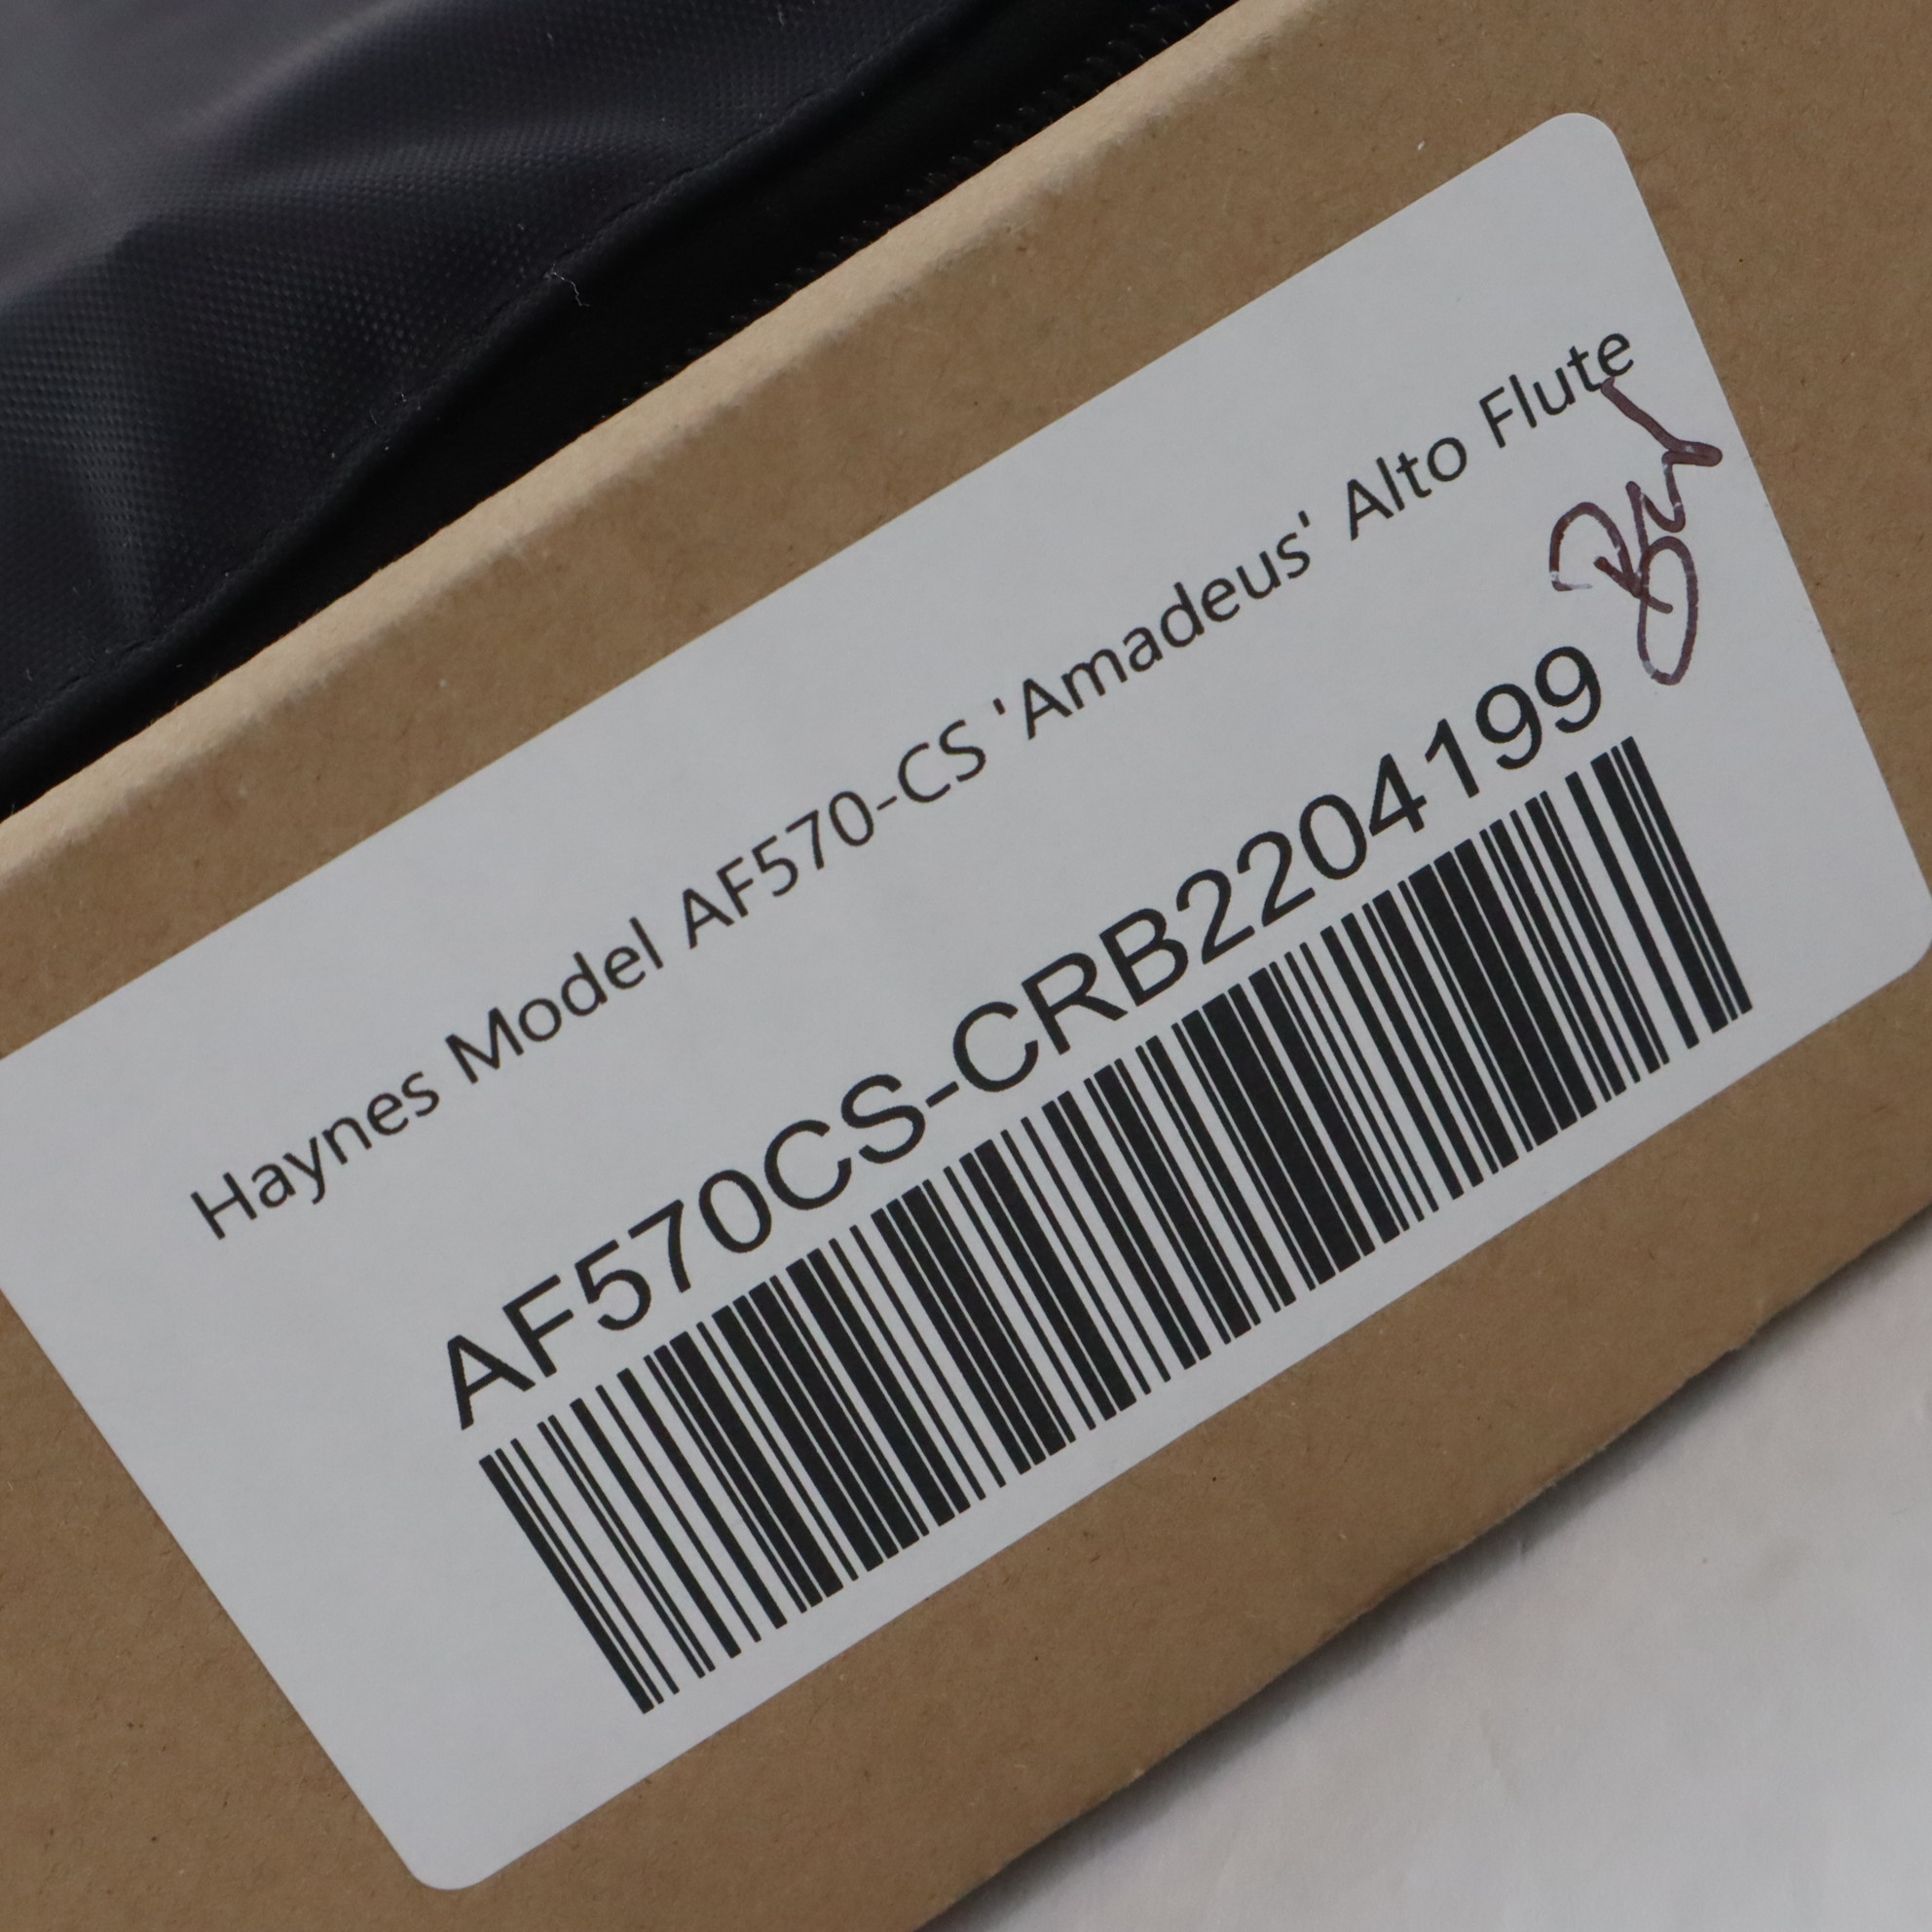 Haynes Model AF570-CS 'Amadeus' Alto Flute
AF570CS-CRB2204199